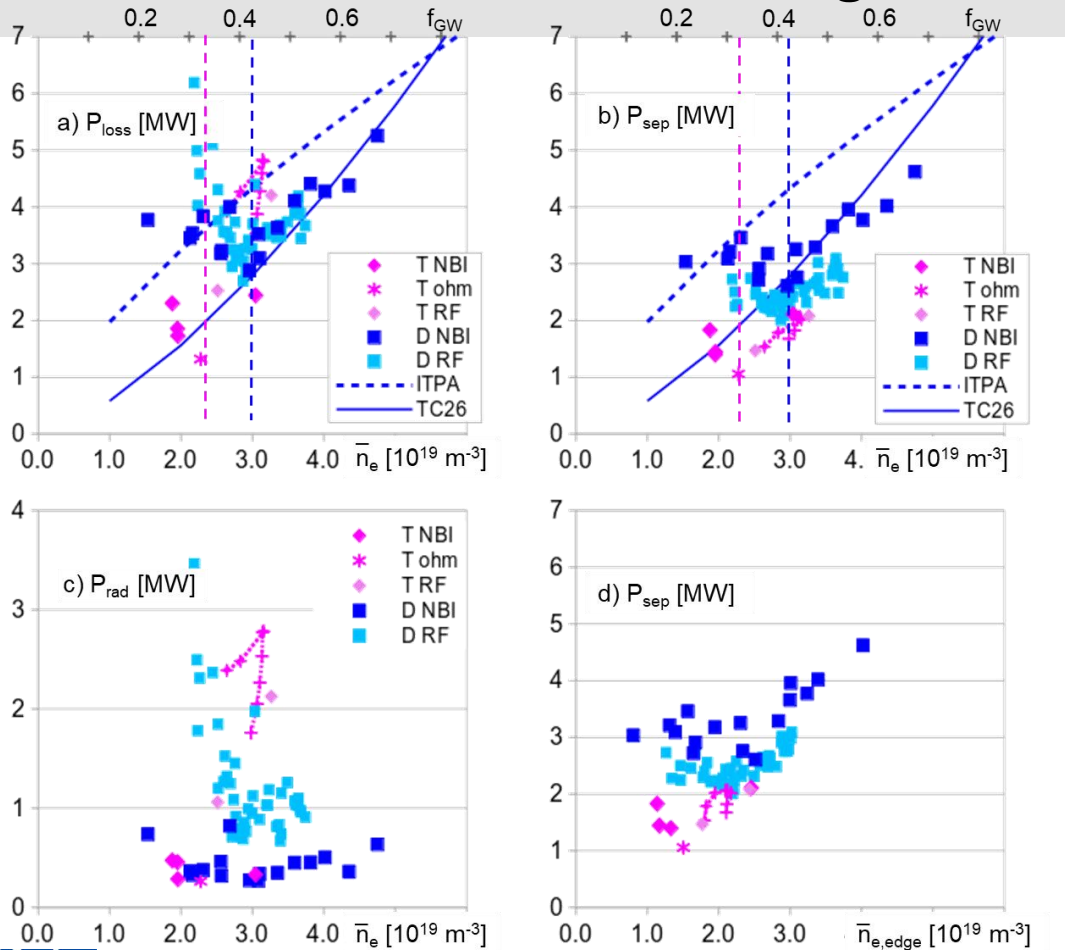 0.2 0.4 0.6 f_GW
7
6
5
4
3
2
1
0
a) P_loss [MW]
T NBI
T ohm
T RF
D NBI
D RF
ITPA
TC26
0.0 1.0 2.0 3.0 4.0 n̅_e [10^19 m^-3]
0.2 0.4 0.6 f_GW
7
6
5
4
3
2
1
0
b) P_sep [MW]
T NBI
T ohm
T RF
D NBI
D RF
ITPA
TC26
0.0 1.0 2.0 3.0 4. n̅_e [10^19 m^-3]
4
3
2
1
0
c) P_rad [MW]
T NBI
T ohm
T RF
D NBI
D RF
0.0 1.0 2.0 3.0 4.0 n̅_e [10^19 m^-3]
7
6
5
4
3
2
1
0
d) P_sep [MW]
0.0 1.0 2.0 3.0 n̅_e,edge [10^19 m^-3]